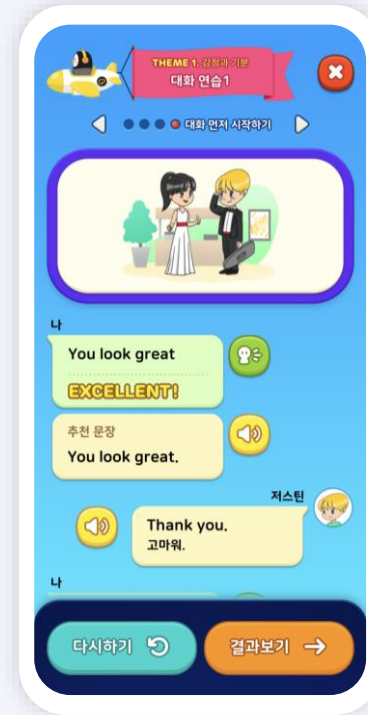 THEME 1. 감정과 기분
대화 연습1
대화 먼저 시작하기
나
You look great
EXCELLENT!
추천 문장
You look great.
저스틴
Thank you.
고마워.
나
다시하기
결과보기